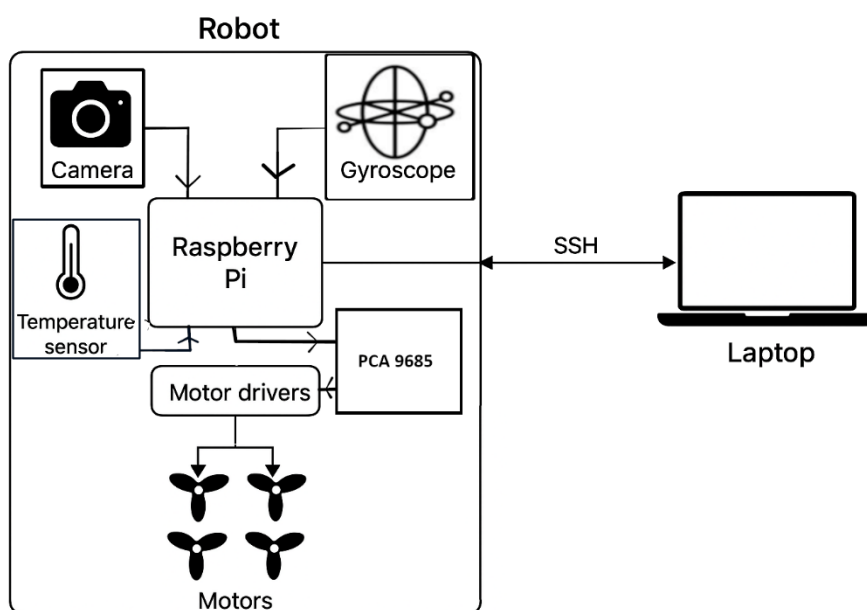 Robot
Camera
Gyroscope
Raspberry
Pi
SSH
Temperature
sensor
PCA 9685
Laptop
Motor drivers
Motors